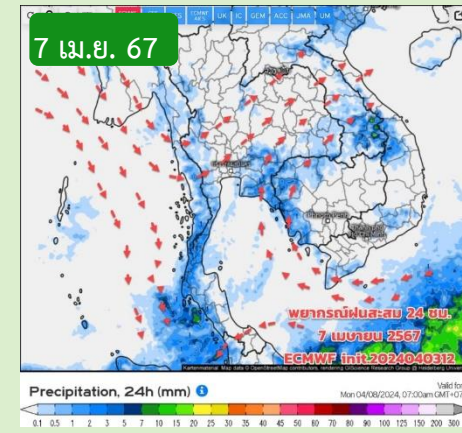 7 เม.ย. 67
ECMWF AKS UK IC GEM ACC JMA UM
พยากรณ์ฝนสะสม 24 ชม.
7 เมษายน 2567
ECMWF init.2024040312
Precipitation, 24h (mm)
Valid for
Mon 04/08/2024, 07:00am GMT+07
0.1 0.5 1 2 3 5 7 10 15 20 25 30 35 40 45 50 60 70 80 90 100 125 150 200 300